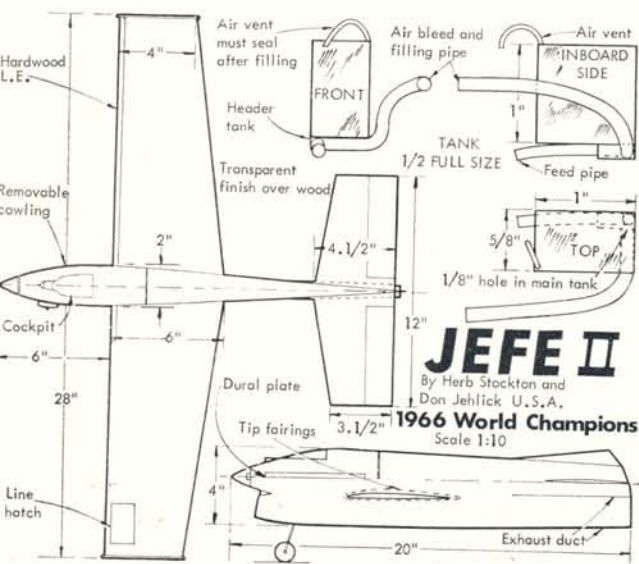 Air vent
must seal
after filling
Air bleed and
filling pipe
Air vent
4"
Hardwood
L.E.
FRONT
INBOARD
SIDE
1"
Header
tank
TANK
1/2 FULL SIZE
Feed pipe
Transparent
finish over wood
1"
Removable
cowling
2"
4.1/2"
5/8"
TOP
1/8" hole in main tank
Cockpit
6"
6"
12"
28"
JEFE II
By Herb Stockton and
Don Jehlick U.S.A.
1966 World Champions
Scale 1:10
Dural plate
Tip fairings
3.1/2"
4"
Line
hatch
Exhaust duct
20"